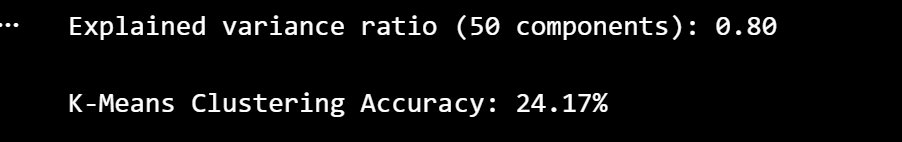 ...
Explained variance ratio (50 components): 0.80
K-Means Clustering Accuracy: 24.17%